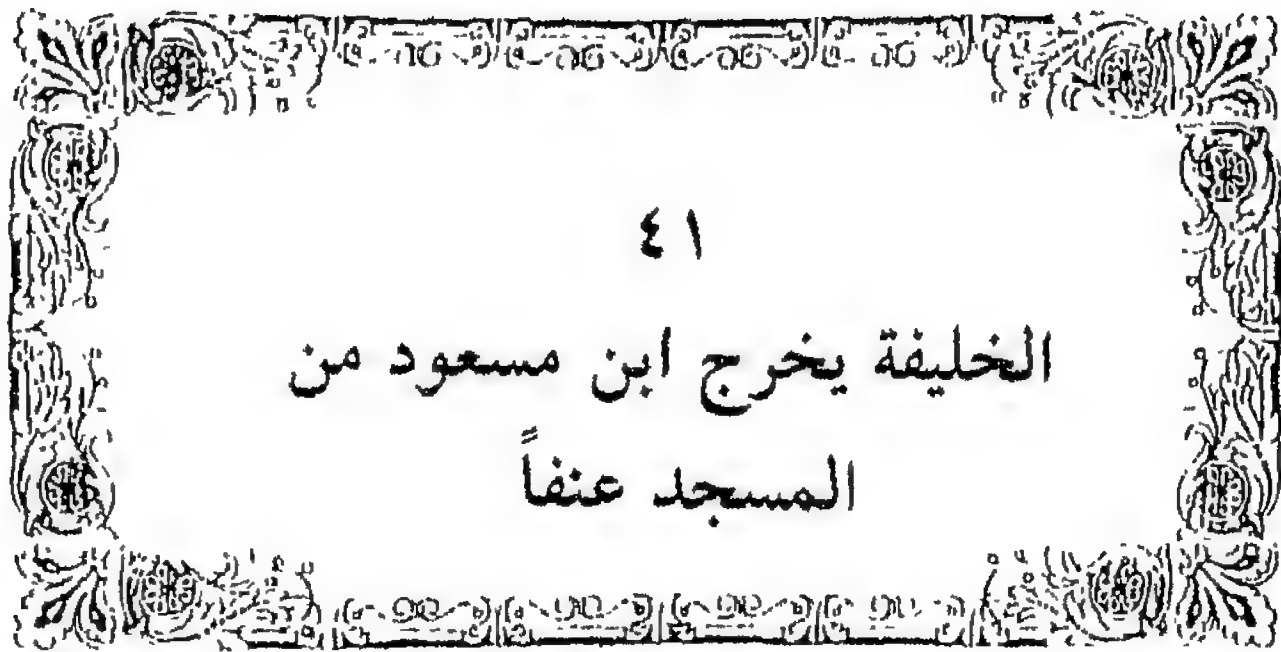 ٤١
الخليفة يخرج ابن مسعود من
المسجد عنفاً